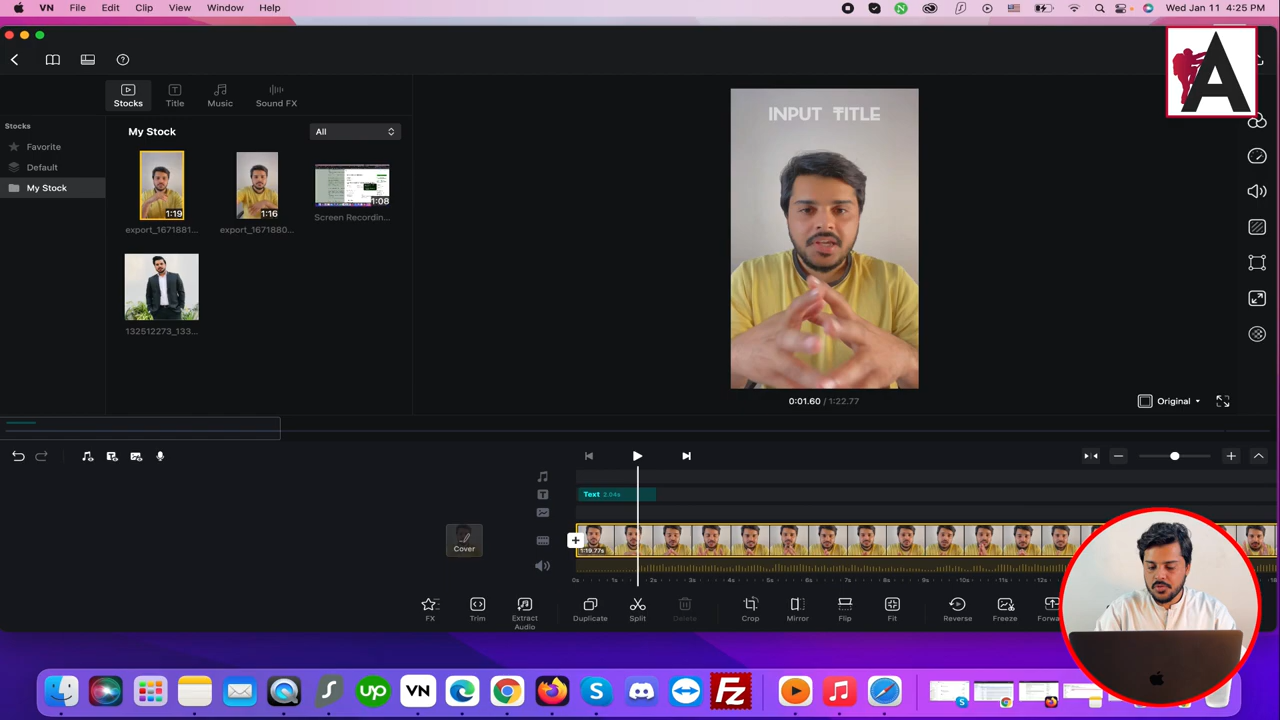 VN File Edit Clip View Window Help
Wed Jan 11 4:25 PM
A
Stocks Title Music Sound FX
Stocks
Favorite
Default
My Stock
My Stock
All
1:19
1:16
1:08
export_1671881...
export_1671880...
Screen Recordin...
132512273_133...
INPUT TITLE
0:01.60 / 1:22.77
Original
Text 2.04s
Cover
1:19.77s
0s 1s 2s 3s 4s 5s 6s 7s 8s 9s 10s 11s 12s
FX Trim Extract Audio Duplicate Split Delete Crop Mirror Flip Fit Reverse Freeze Forw
up VN Fz